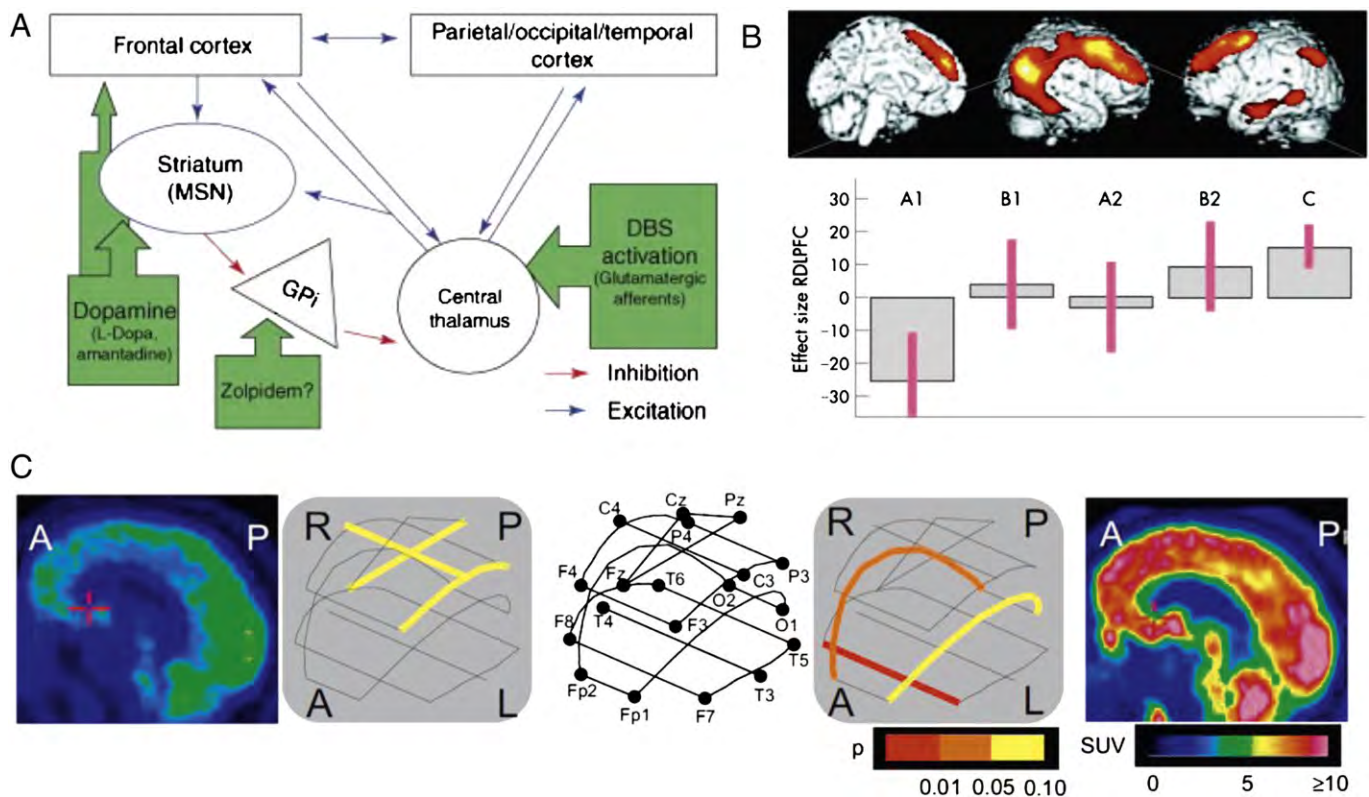 A
Frontal cortex
Parietal/occipital/temporal
cortex
Striatum
(MSN)
DBS
activation
(Glutamatergic
afferents)
GPi
Central
thalamus
Dopamine
(L-Dopa,
amantadine)
Zolpidem?
Inhibition
Excitation
B
30
20
10
0
-10
-20
-30
Effect size RDLPFC
A1
B1
A2
B2
C
C
A
P
R
P
A
L
C4
Cz
Pz
P4
F4
Fz
T6
C3
P3
O2
F8
T4
F3
O1
T5
Fp2
T3
Fp1
F7
R
P
A
L
A
P
p
0.01
0.05
0.10
SUV
0
5
≥10